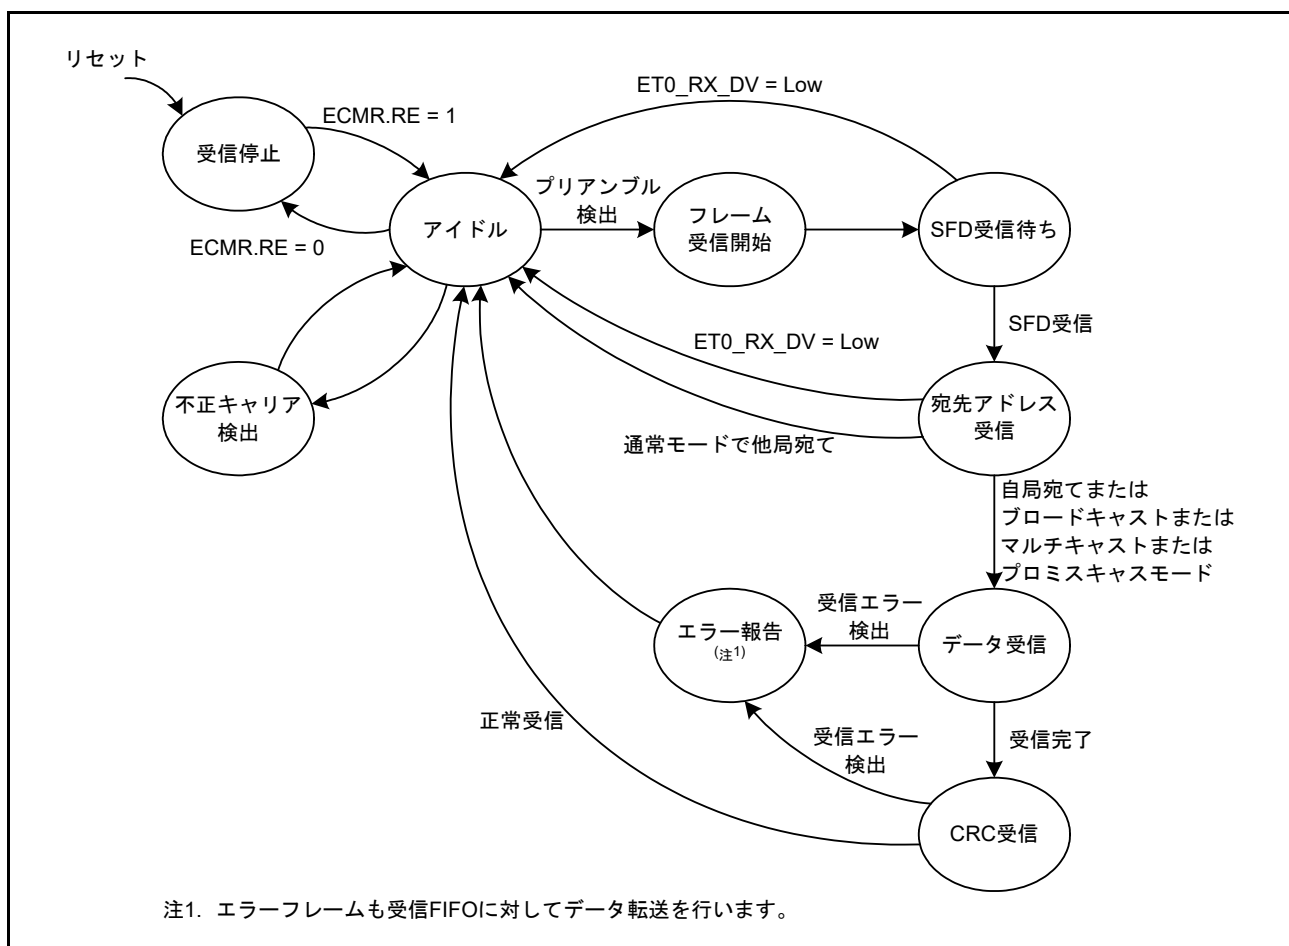 リセット
ECMR.RE = 1
ET0_RX_DV = Low
受信停止
プリアンブル
検出
アイドル
フレーム
受信開始
SFD受信待ち
ECMR.RE = 0
SFD受信
ET0_RX_DV = Low
不正キャリア
検出
宛先アドレス
受信
通常モードで他局宛て
自局宛てまたは
ブロードキャストまたは
マルチキャストまたは
プロミスキャスモード
受信エラー
検出
エラー報告
(注1)
データ受信
正常受信
受信エラー
検出
受信完了
CRC受信
注1. エラーフレームも受信FIFOに対してデータ転送を行います。